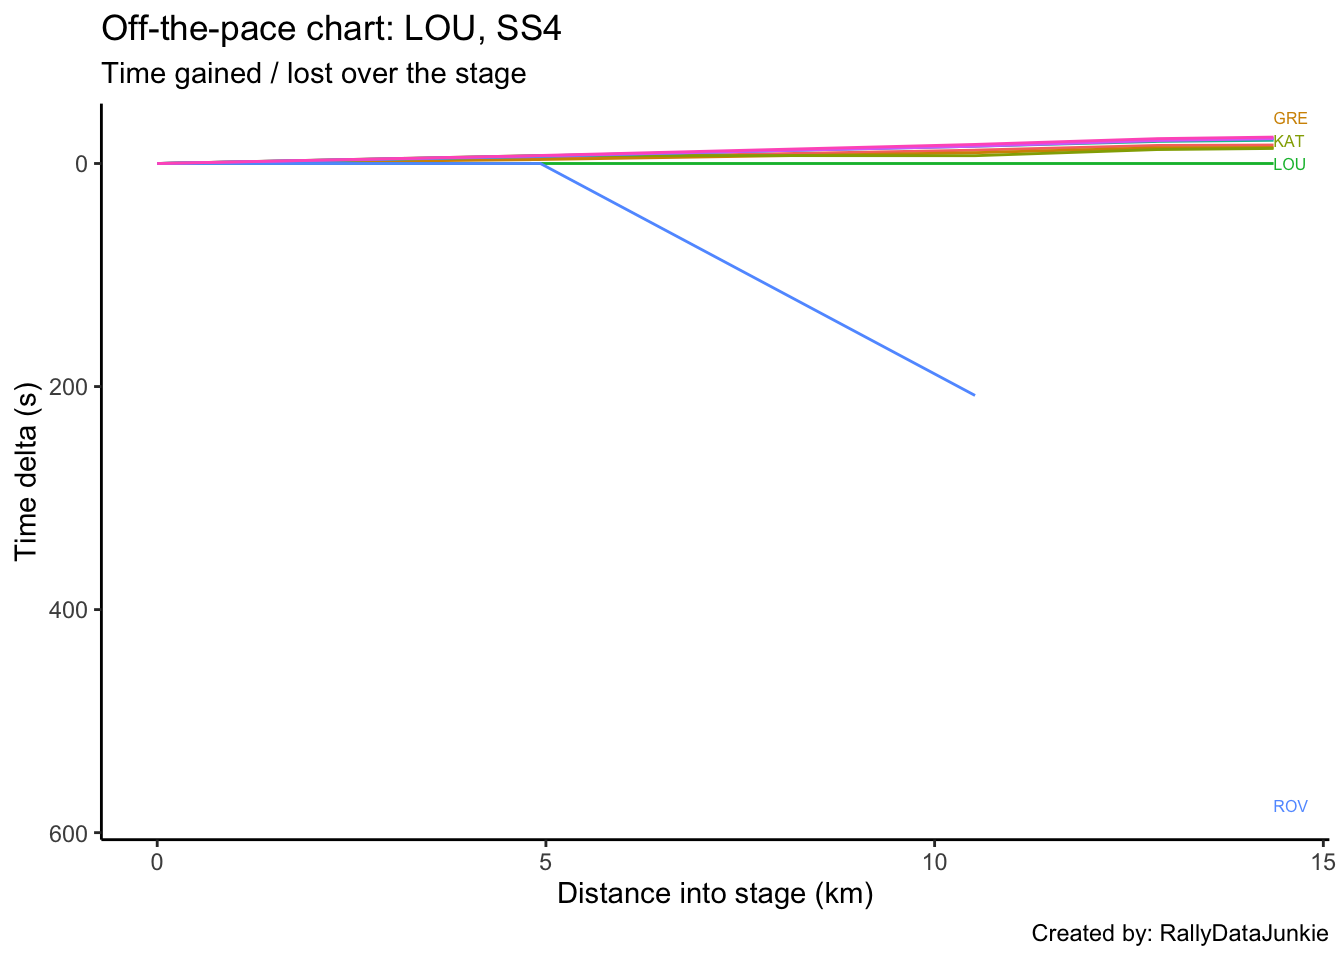 Off-the-pace chart: LOU, SS4
Time gained / lost over the stage
GRE
KAT
LOU
ROV
0
200
400
600
Time delta (s)
0 5 10 15
Distance into stage (km)
Created by: RallyDataJunkie